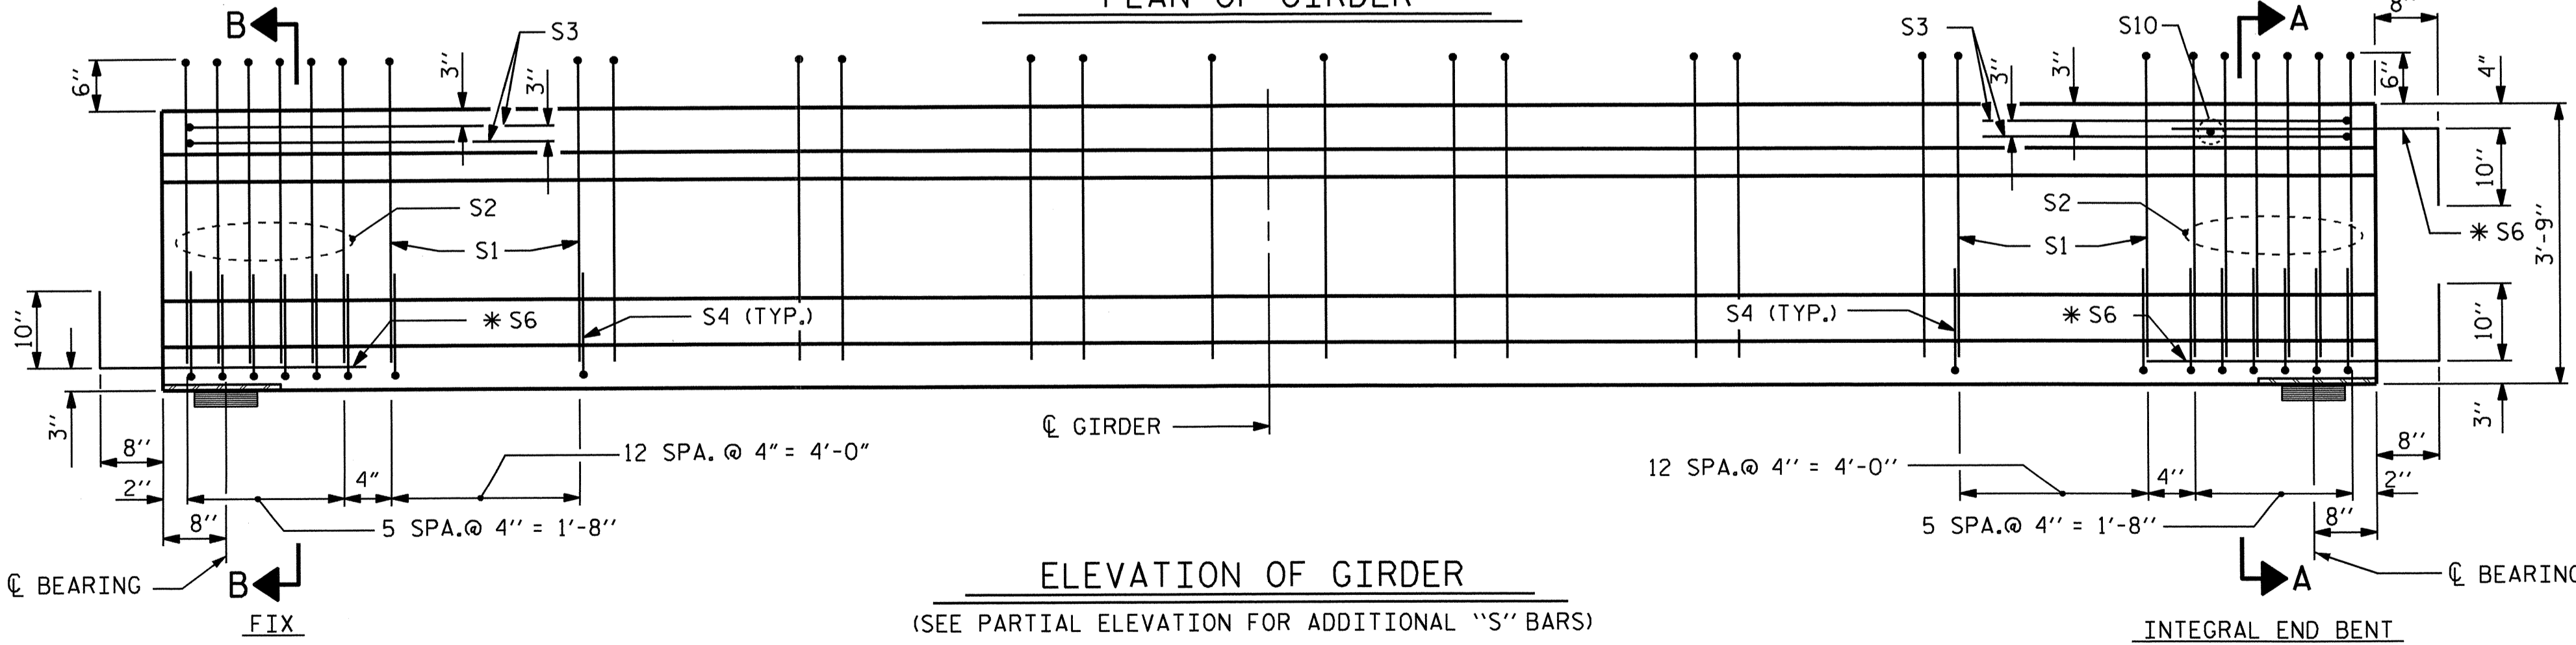 PLAN OF GIRDER
B
S3
S3
S10
A
8"
6"
3"
3"
3"
3"
6"
4"
S2
S1
S2
S1
10"
✳ S6
3'-9"
10"
✳ S6
S4 (TYP.)
S4 (TYP.)
✳ S6
10"
3"
3"
℄ GIRDER
8"
12 SPA. @ 4" = 4'-0"
12 SPA.@ 4" = 4'-0"
8"
2"
4"
4"
2"
8"
5 SPA.@ 4" = 1'-8"
5 SPA.@ 4" = 1'-8"
8"
℄ BEARING
B
ELEVATION OF GIRDER
A
℄ BEARING
FIX
(SEE PARTIAL ELEVATION FOR ADDITIONAL "S" BARS)
INTEGRAL END BENT